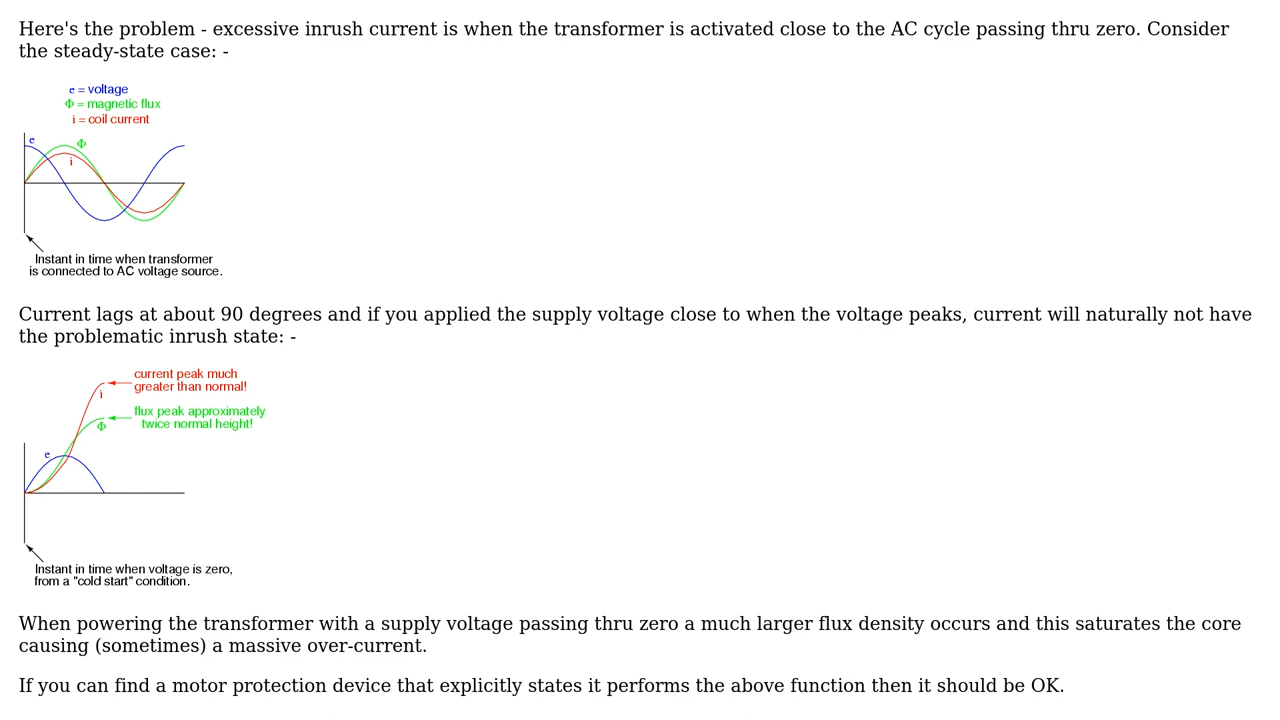 Here's the problem - excessive inrush current is when the transformer is activated close to the AC cycle passing thru zero. Consider
the steady-state case: -
e = voltage
Φ = magnetic flux
i = coil current
e
Φ
i
Instant in time when transformer
is connected to AC voltage source.
Current lags at about 90 degrees and if you applied the supply voltage close to when the voltage peaks, current will naturally not have
the problematic inrush state: -
current peak much
greater than normal!
i
flux peak approximately
twice normal height!
Φ
e
Instant in time when voltage is zero,
from a "cold start" condition.
When powering the transformer with a supply voltage passing thru zero a much larger flux density occurs and this saturates the core
causing (sometimes) a massive over-current.
If you can find a motor protection device that explicitly states it performs the above function then it should be OK.